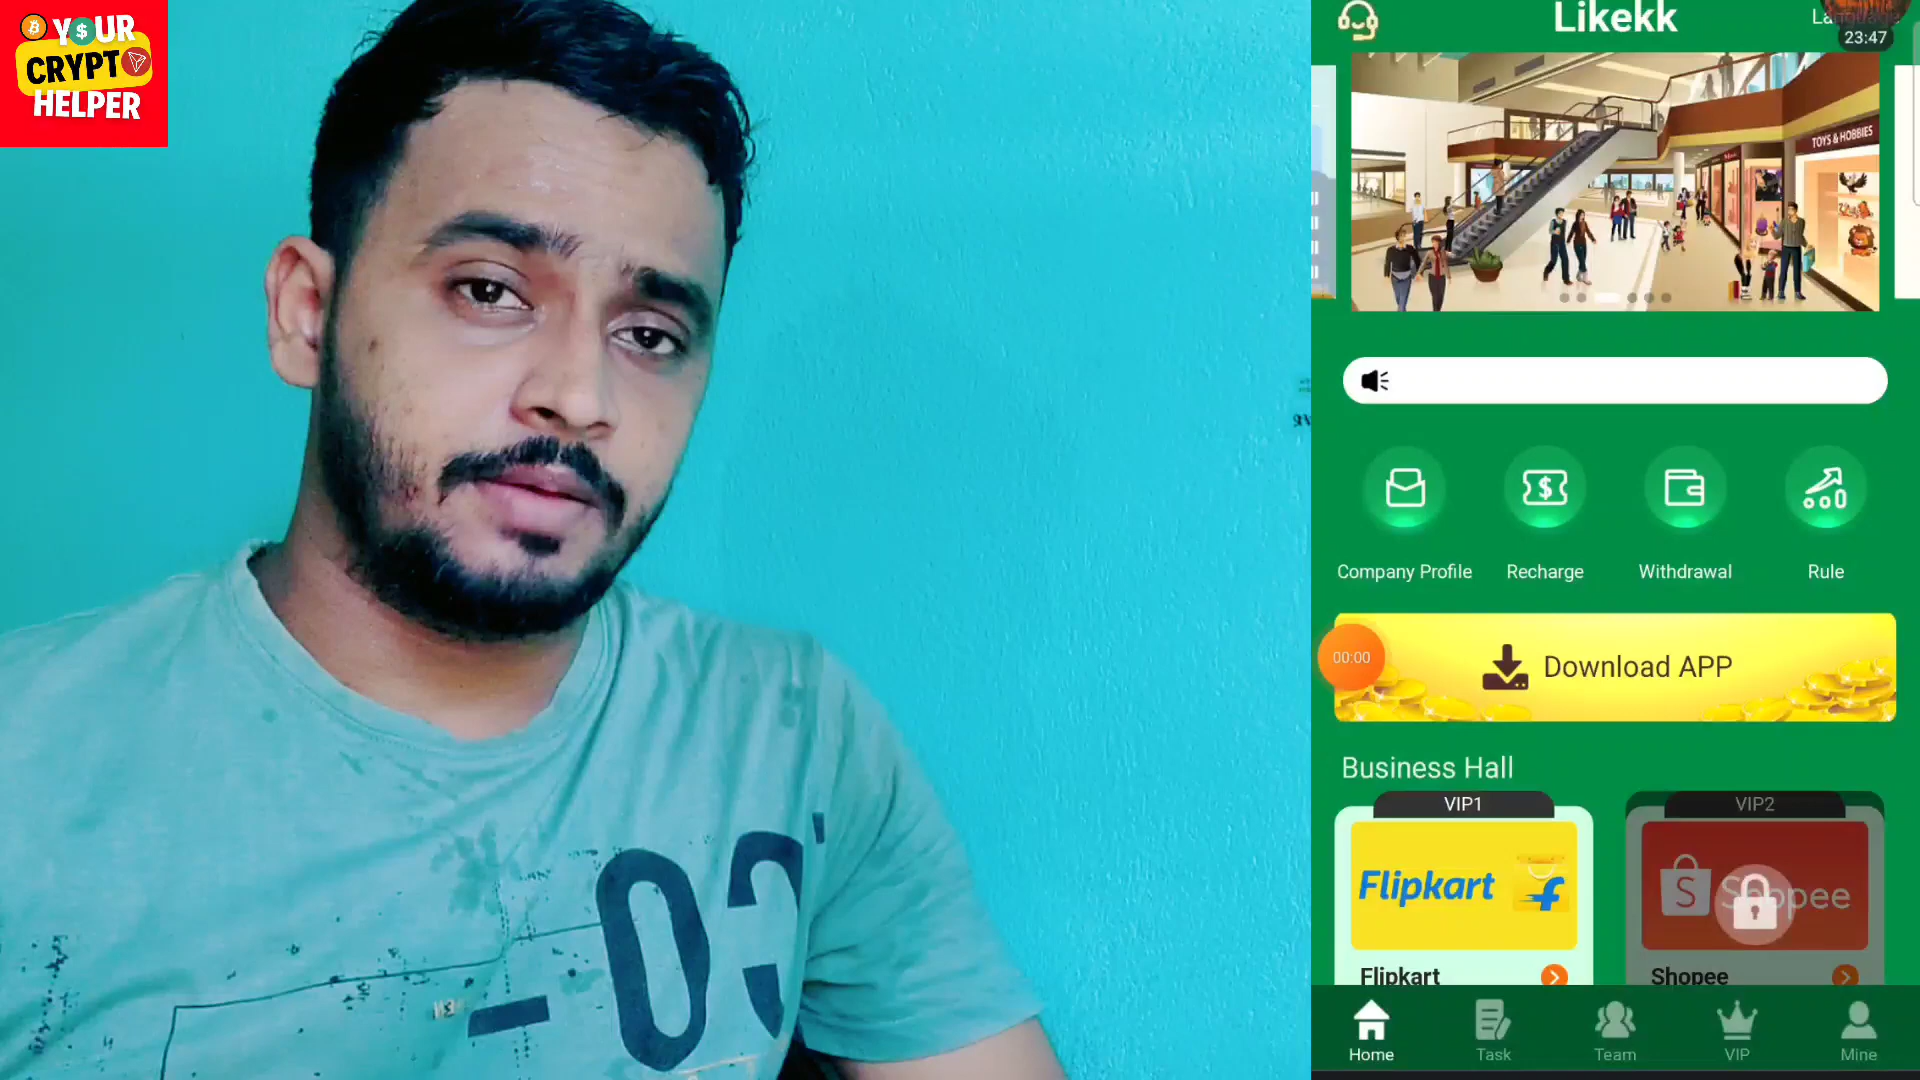 YOUR
CRYPTO
HELPER
Likekk
23:47
TOYS & HOBBIES
Company Profile
Recharge
Withdrawal
Rule
00:00
Download APP
Business Hall
VIP1
VIP2
Flipkart
Shopee
Flipkart
Shopee
Home
Task
Team
VIP
Mine